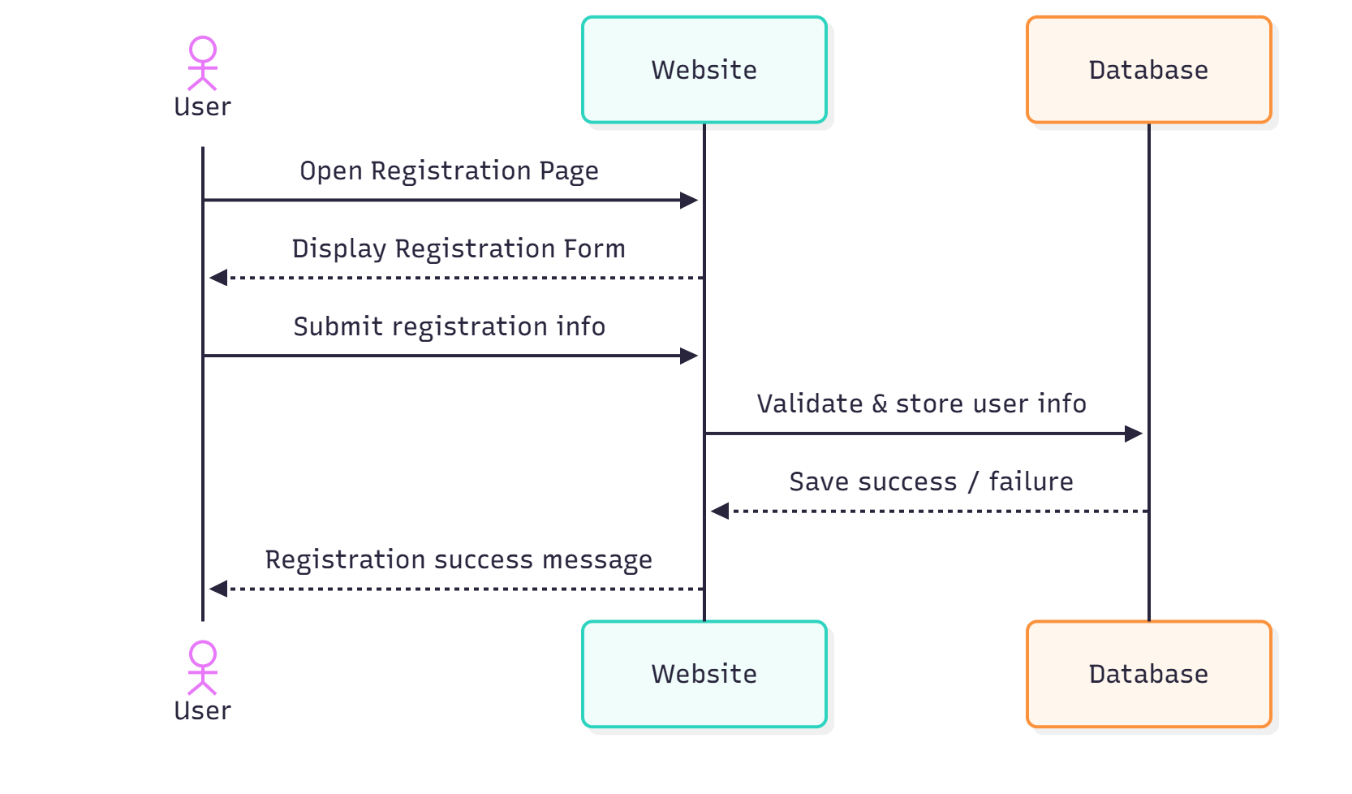 User
Website
Database
Open Registration Page
Display Registration Form
Submit registration info
Validate & store user info
Save success / failure
Registration success message
User
Website
Database